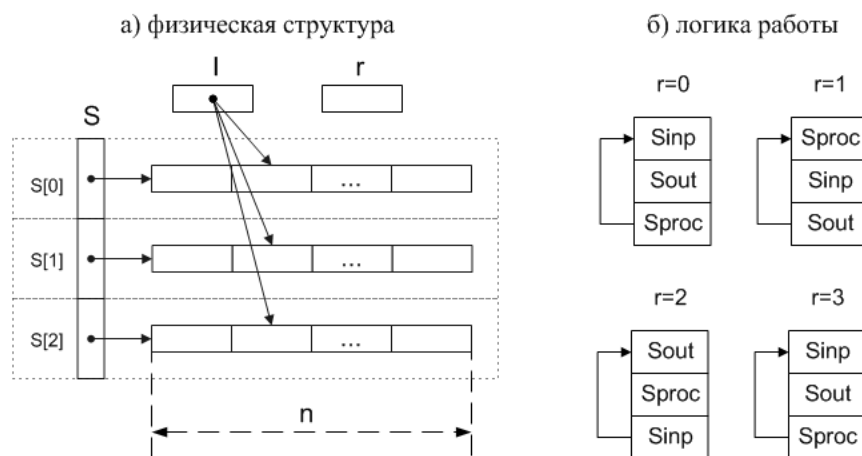 а) физическая структура
I
r
S
S[0]
...
S[1]
...
S[2]
...
n
б) логика работы
r=0
Sinp
Sout
Sproc
r=1
Sproc
Sinp
Sout
r=2
Sout
Sproc
Sinp
r=3
Sinp
Sout
Sproc